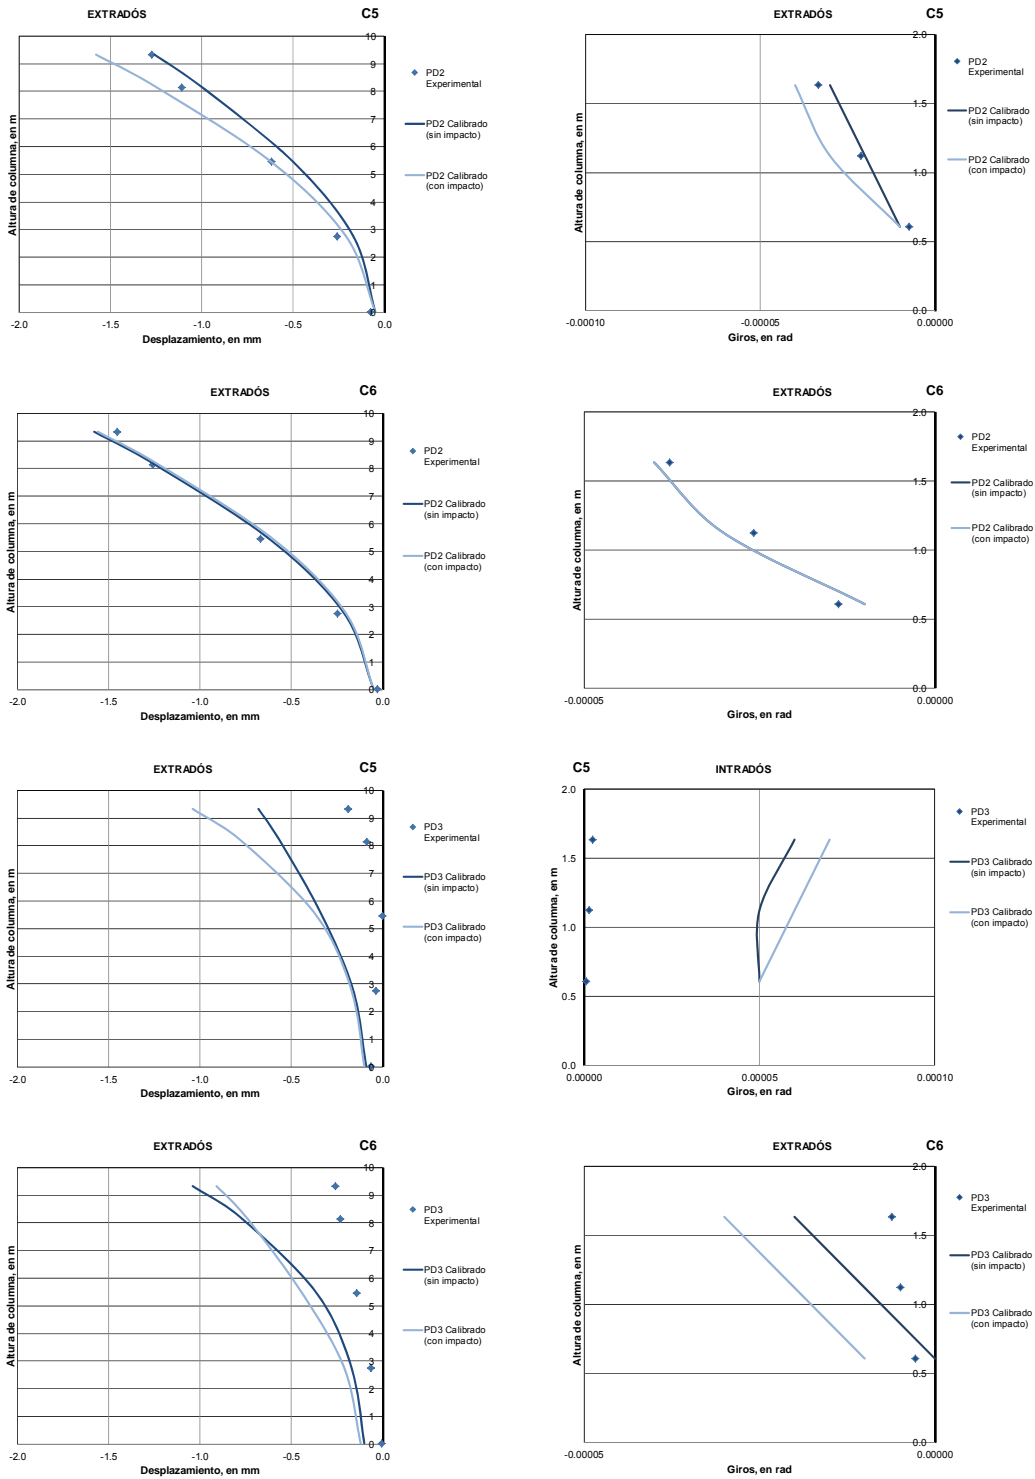 EXTRADÓS C5
10
9
8
7
6
5
4
3
2
1
0
-2.0 -1.5 -1.0 -0.5 0.0
Altura de columna, en m
Desplazamiento, en mm
PD2
Experimental
PD2 Calibrado
(sin impacto)
PD2 Calibrado
(con impacto)
EXTRADÓS C5
2.0
1.5
1.0
0.5
0.0
-0.00010 -0.00005 0.00000
Altura de columna, en m
Giros, en rad
PD2
Experimental
PD2 Calibrado
(sin impacto)
PD2 Calibrado
(con impacto)
EXTRADÓS C6
10
9
8
7
6
5
4
3
2
1
0
-2.0 -1.5 -1.0 -0.5 0.0
Altura de columna, en m
Desplazamiento, en mm
PD2
Experimental
PD2 Calibrado
(sin impacto)
PD2 Calibrado
(con impacto)
EXTRADÓS C6
2.0
1.5
1.0
0.5
0.0
-0.00005 0.00000
Altura de columna, en m
Giros, en rad
PD2
Experimental
PD2 Calibrado
(sin impacto)
PD2 Calibrado
(con impacto)
EXTRADÓS C5
10
9
8
7
6
5
4
3
2
1
0
-2.0 -1.5 -1.0 -0.5 0.0
Altura de columna, en m
Desplazamiento, en mm
PD3
Experimental
PD3 Calibrado
(sin impacto)
PD3 Calibrado
(con impacto)
C5 INTRADÓS
2.0
1.5
1.0
0.5
0.0
0.00000 0.00005 0.00010
Altura de columna, en m
Giros, en rad
PD3
Experimental
PD3 Calibrado
(sin impacto)
PD3 Calibrado
(con impacto)
EXTRADÓS C6
10
9
8
7
6
5
4
3
2
1
0
-2.0 -1.5 -1.0 -0.5 0.0
Altura de columna, en m
Desplazamiento, en mm
PD3
Experimental
PD3 Calibrado
(sin impacto)
PD3 Calibrado
(con impacto)
EXTRADÓS C6
2.0
1.5
1.0
0.5
0.0
-0.00005 0.00000
Altura de columna, en m
Giros, en rad
PD3
Experimental
PD3 Calibrado
(sin impacto)
PD3 Calibrado
(con impacto)